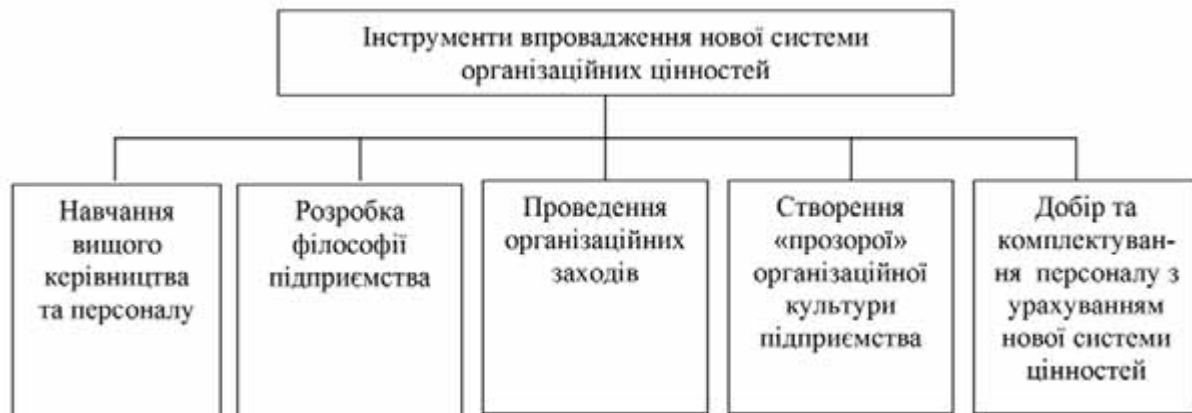 Інструменти впровадження нової системи
організаційних цінностей
Навчання
вищого
керівництва
та персоналу
Розробка
філософії
підприємства
Проведення
організаційних
заходів
Створення
«прозорої»
організаційної
культури
підприємства
Добір та
комплектуван-
ня персоналу з
урахуванням
нової системи
цінностей